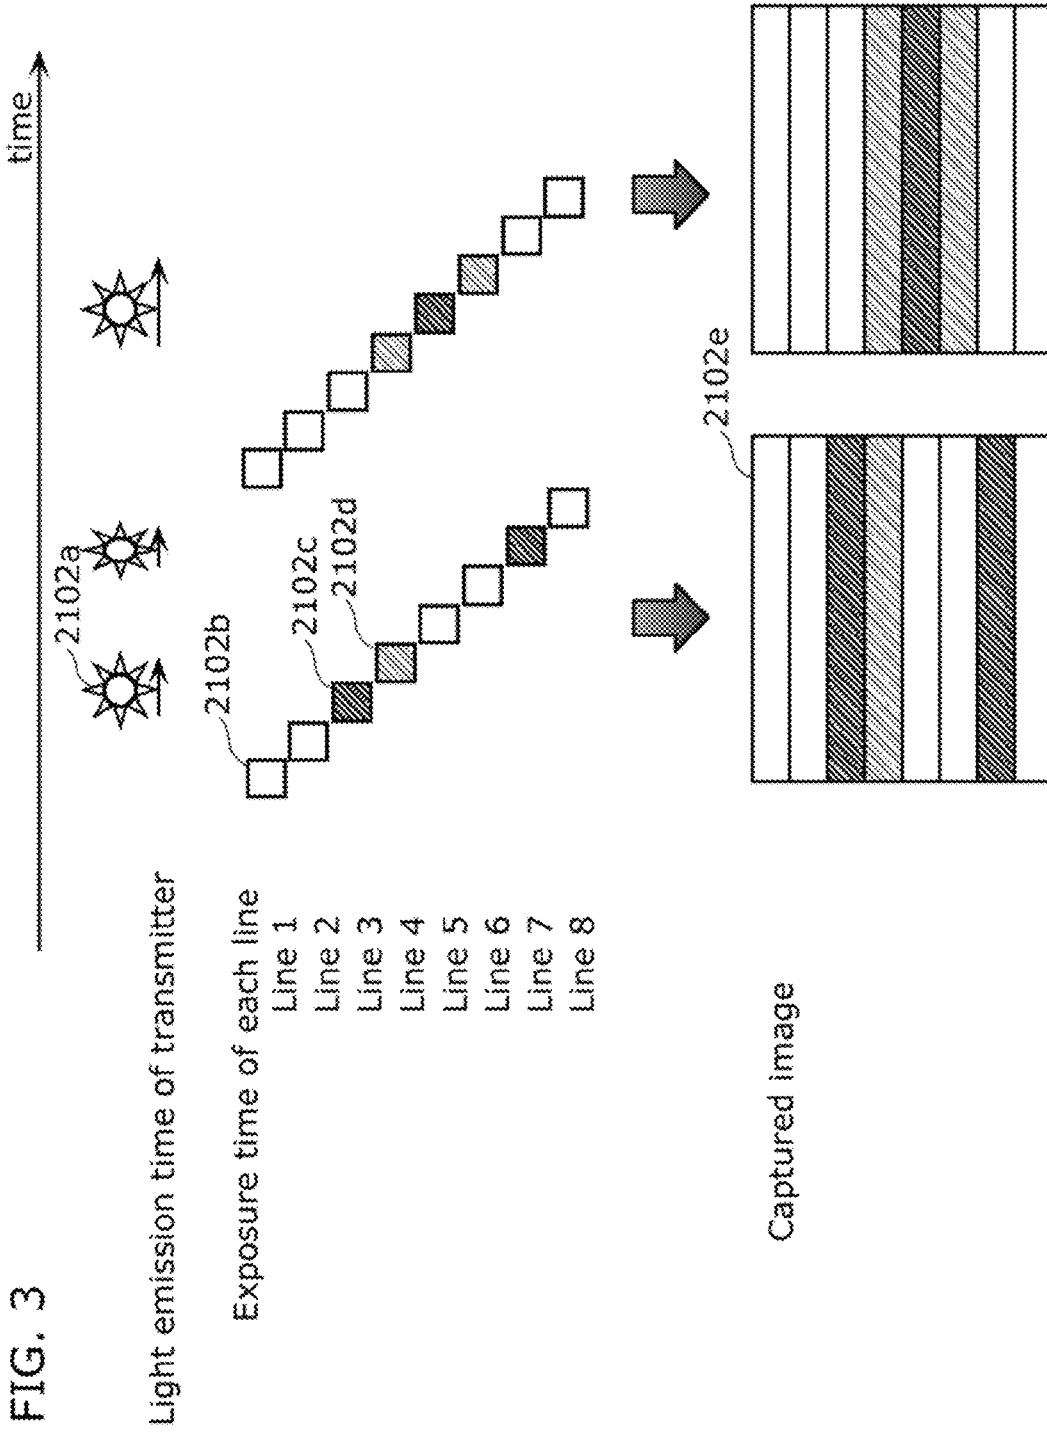 FIG. 3
time
Light emission time of transmitter
2102a
Exposure time of each line
2102b
Line 1
Line 2
2102c
Line 3
2102d
Line 4
Line 5
Line 6
Line 7
Line 8
Captured image
2102e